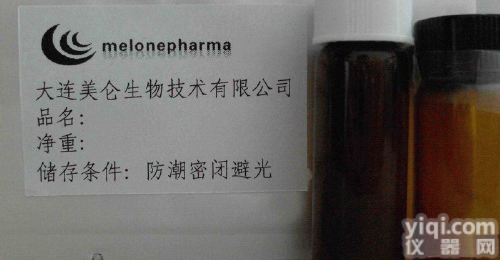 melonepharma
大连美仑生物技术有限公司
品名:
净重:
储存条件: 防潮密闭避光
yiqi.com
仪器网